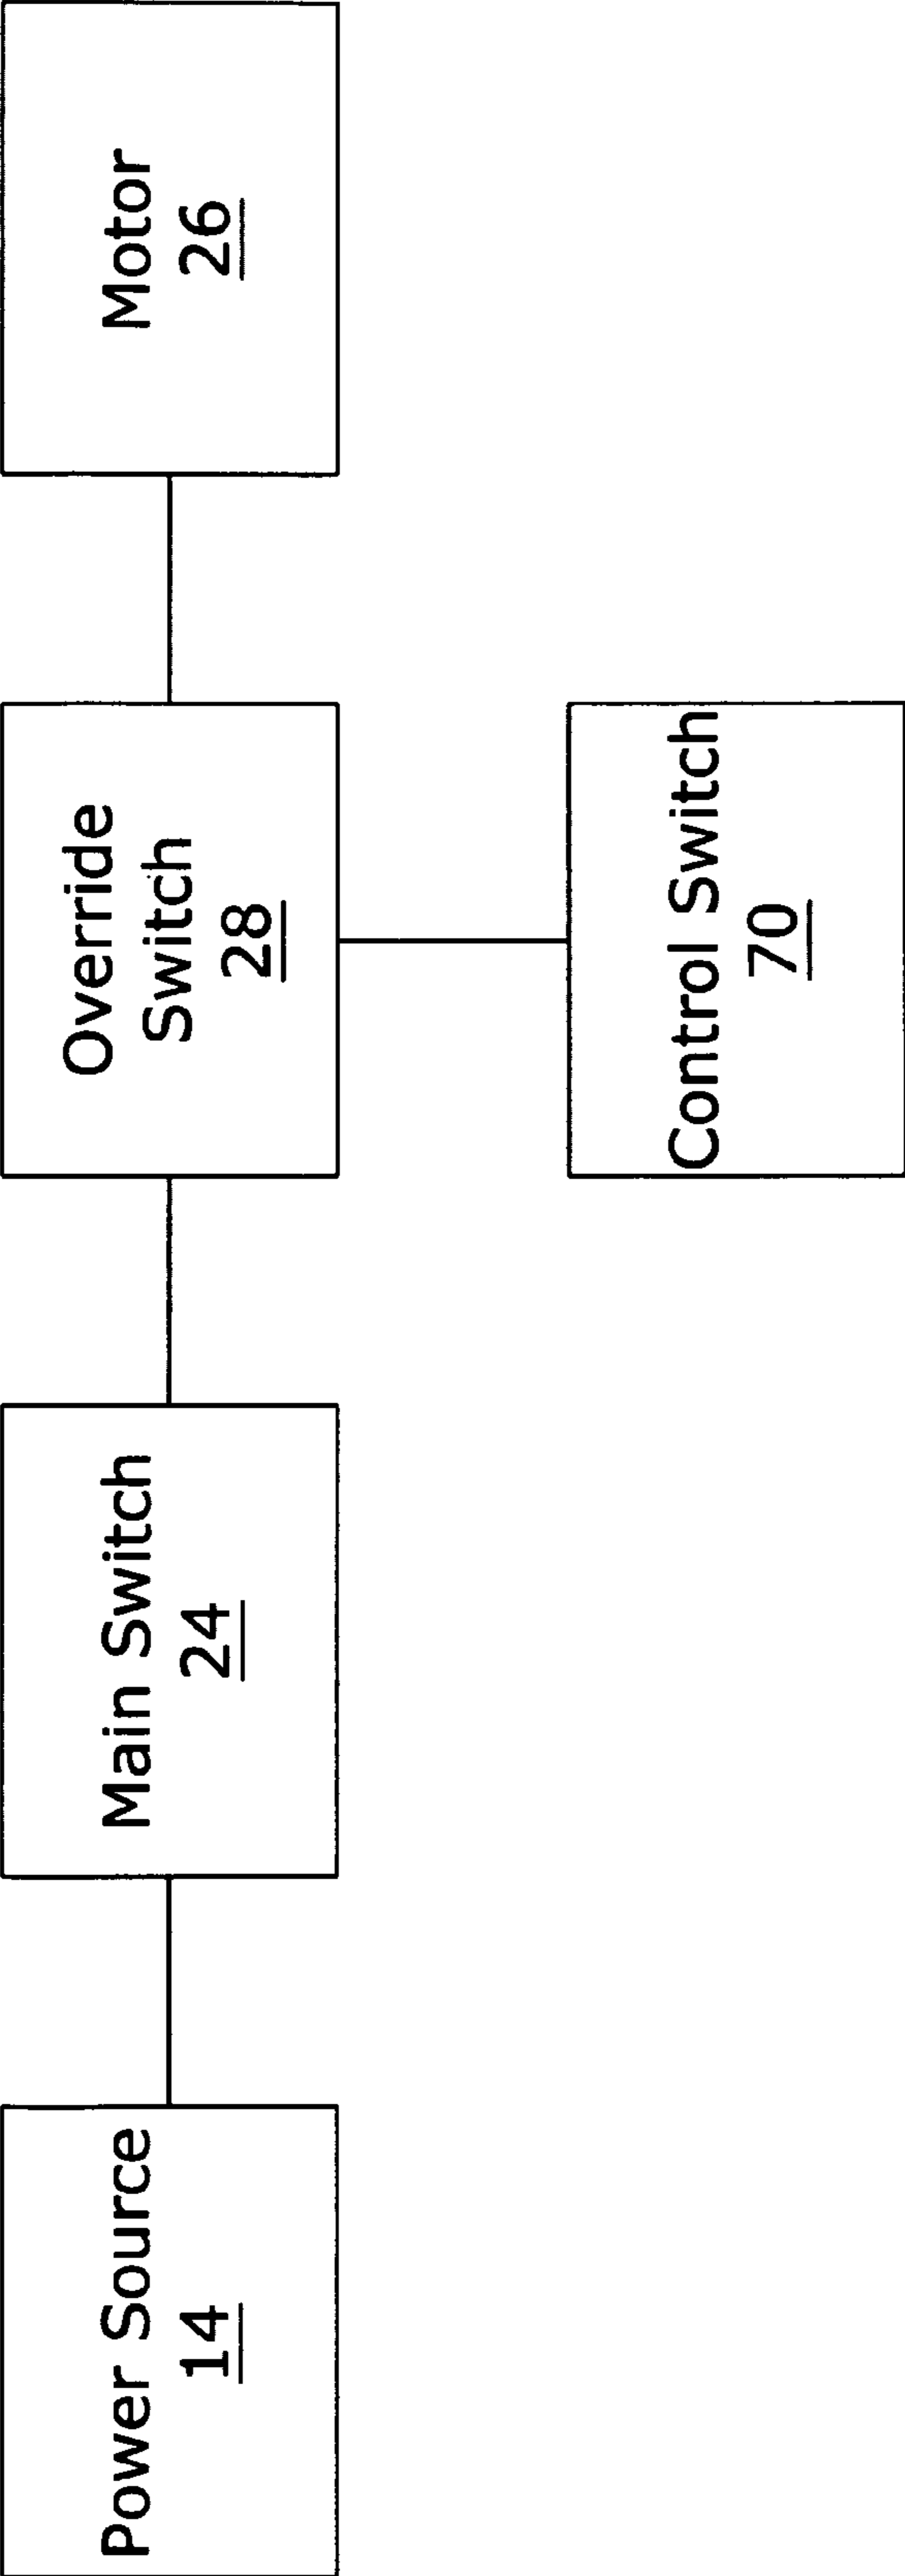 Power Source
14
Main Switch
24
Override
Switch
28
Motor
26
Control Switch
70